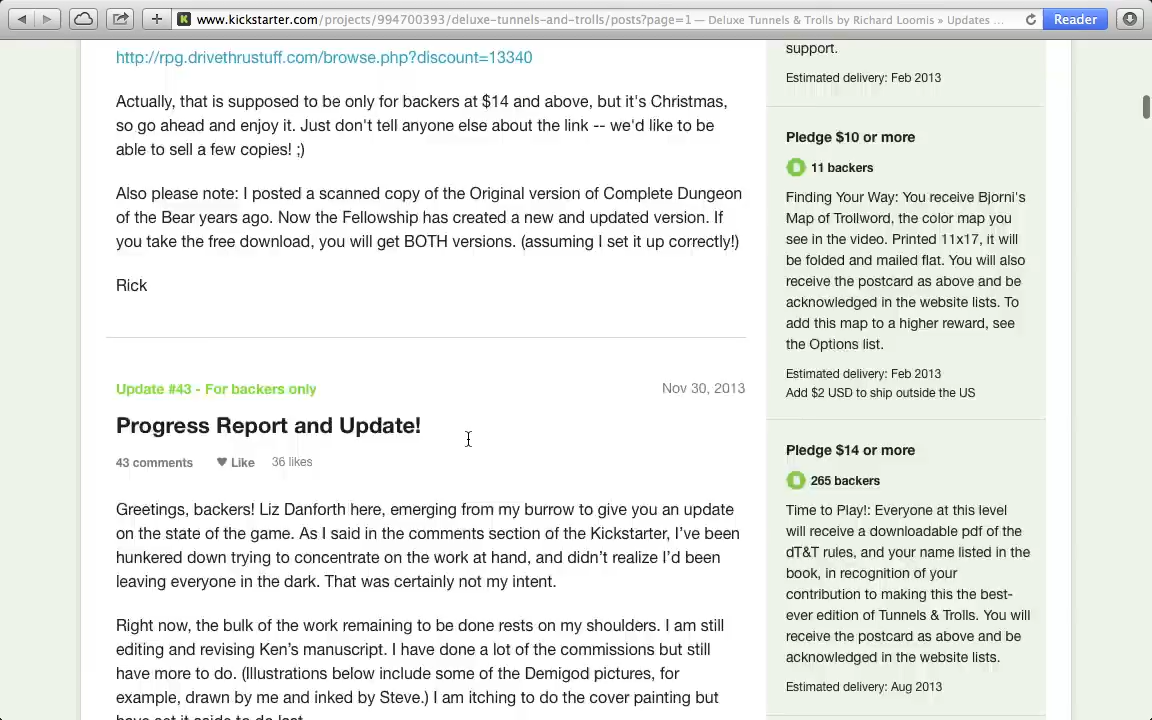 www.kickstarter.com/projects/994700393/deluxe-tunnels-and-trolls/posts?page=1 — Deluxe Tunnels & Trolls by Richard Loomis » Updates ...
Reader
http://rpg.drivethrustuff.com/browse.php?discount=13340
Actually, that is supposed to be only for backers at $14 and above, but it's Christmas,
so go ahead and enjoy it. Just don't tell anyone else about the link -- we'd like to be
able to sell a few copies! ;)
Also please note: I posted a scanned copy of the Original version of Complete Dungeon
of the Bear years ago. Now the Fellowship has created a new and updated version. If
you take the free download, you will get BOTH versions. (assuming I set it up correctly!)
Rick
Update #43 - For backers only
Nov 30, 2013
Progress Report and Update!
43 comments
Like
36 likes
Greetings, backers! Liz Danforth here, emerging from my burrow to give you an update
on the state of the game. As I said in the comments section of the Kickstarter, I’ve been
hunkered down trying to concentrate on the work at hand, and didn’t realize I’d been
leaving everyone in the dark. That was certainly not my intent.
Right now, the bulk of the work remaining to be done rests on my shoulders. I am still
editing and revising Ken’s manuscript. I have done a lot of the commissions but still
have more to do. (Illustrations below include some of the Demigod pictures, for
example, drawn by me and inked by Steve.) I am itching to do the cover painting but
have set it aside to do last.
support.
Estimated delivery: Feb 2013
Pledge $10 or more
11 backers
Finding Your Way: You receive Bjorni's
Map of Trollword, the color map you
see in the video. Printed 11x17, it will
be folded and mailed flat. You will also
receive the postcard as above and be
acknowledged in the website lists. To
add this map to a higher reward, see
the Options list.
Estimated delivery: Feb 2013
Add $2 USD to ship outside the US
Pledge $14 or more
265 backers
Time to Play!: Everyone at this level
will receive a downloadable pdf of the
dT&T rules, and your name listed in the
book, in recognition of your
contribution to making this the best-
ever edition of Tunnels & Trolls. You will
receive the postcard as above and be
acknowledged in the website lists.
Estimated delivery: Aug 2013